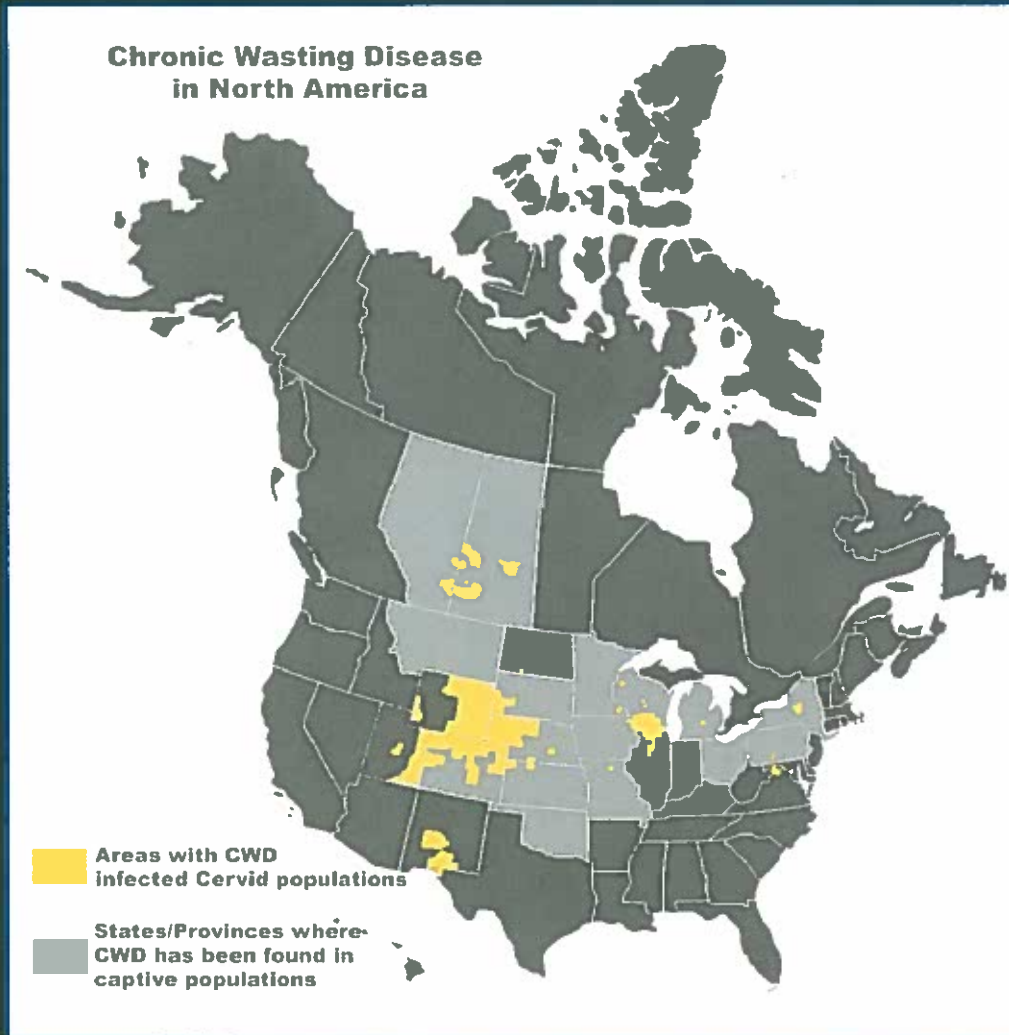 Chronic Wasting Disease
in North America
Areas with CWD
infected Cervid populations
States/Provinces where
CWD has been found in
captive populations